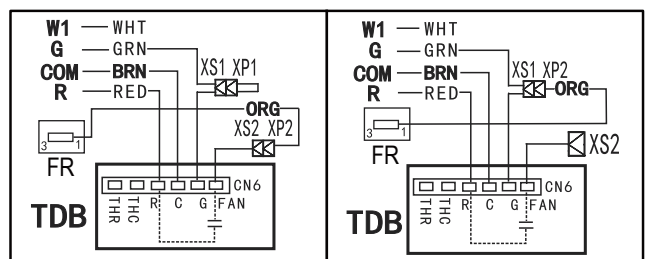 W1 WHT
G GRN
COM BRN XS1 XP1
R RED
ORG
XS2 XP2
3 1
FR
CN6
R C G FAN
THR
THC
TDB
W1 WHT
G GRN
COM BRN XS1 XP2
R RED ORG
3 1
FR
XS2
CN6
R C G FAN
THR
THC
TDB